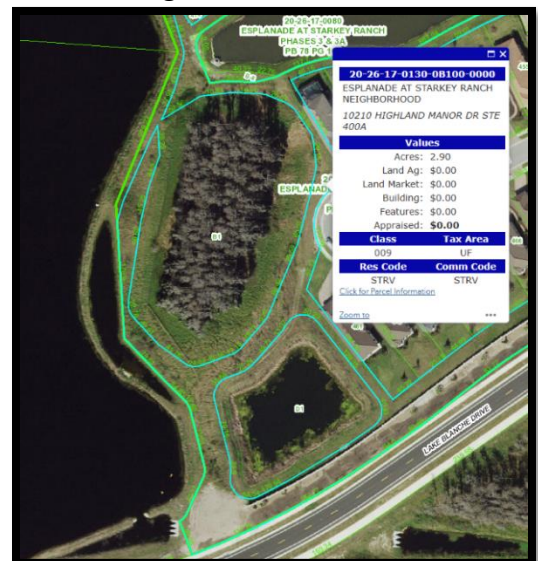 20-26-17-0080
ESPLANADE AT STARKEY RANCH
PHASES 3 & 3A
PB 78 PG 1
20-26-17-0130-0B100-0000
ESPLANADE AT STARKEY RANCH
NEIGHBORHOOD
10210 HIGHLAND MANOR DR STE
400A
Values
Acres: 2.90
Land Ag: $0.00
Land Market: $0.00
Building: $0.00
Features: $0.00
Appraised: $0.00
Class Tax Area
009 UF
Res Code Comm Code
STRV STRV
Click for Parcel Information
Zoom to
ESPLANAD
B1
LAKE BLANCHE DRIVE